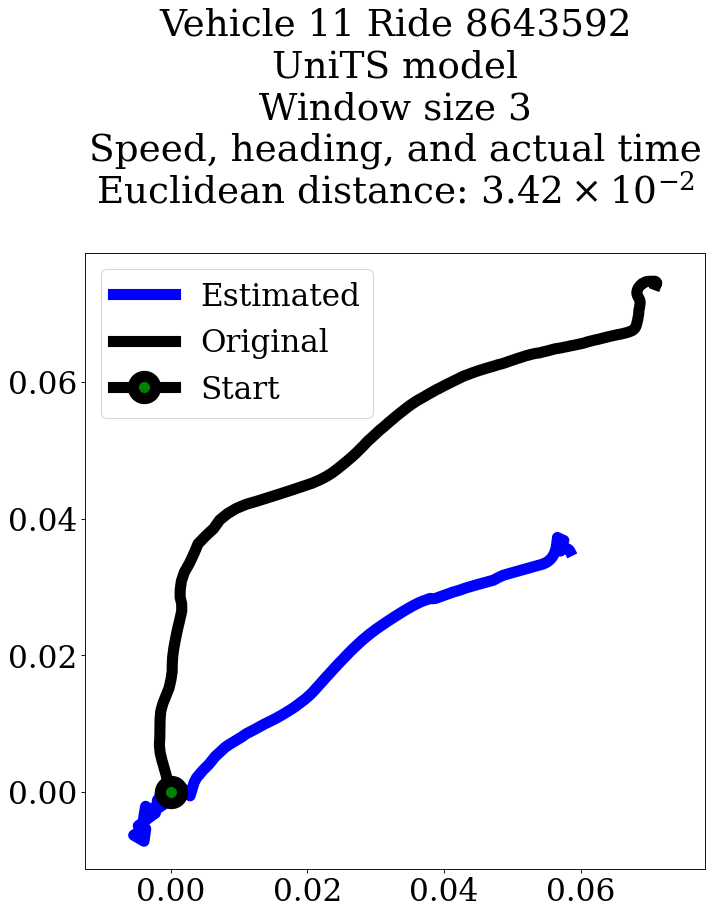 Vehicle 11 Ride 8643592
UniTS model
Window size 3
Speed, heading, and actual time
Euclidean distance: 3.42 × 10⁻²
Estimated
Original
Start
0.06
0.04
0.02
0.00
0.00 0.02 0.04 0.06